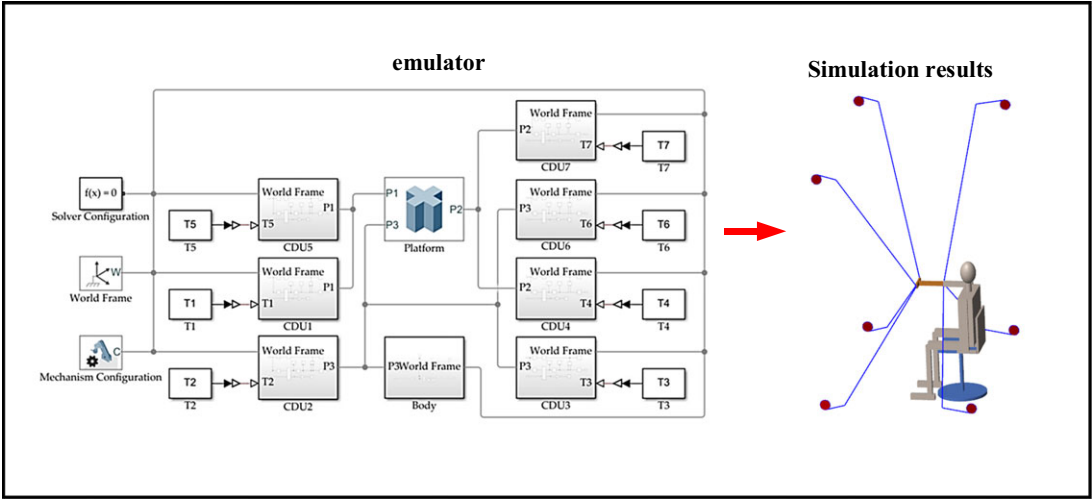 emulator
Simulation results
World Frame
P2
T7
T7
T7
CDU7
f(x) = 0
Solver Configuration
World Frame
P1
T5
T5
T5
CDU5
P1
P3
P2
Platform
World Frame
P3
T6
T6
T6
CDU6
W
World Frame
World Frame
P1
T1
T1
T1
CDU1
World Frame
P2
T4
T4
T4
CDU4
C
Mechanism Configuration
World Frame
P3
T2
T2
T2
CDU2
P3World Frame
Body
World Frame
P3
T3
T3
T3
CDU3